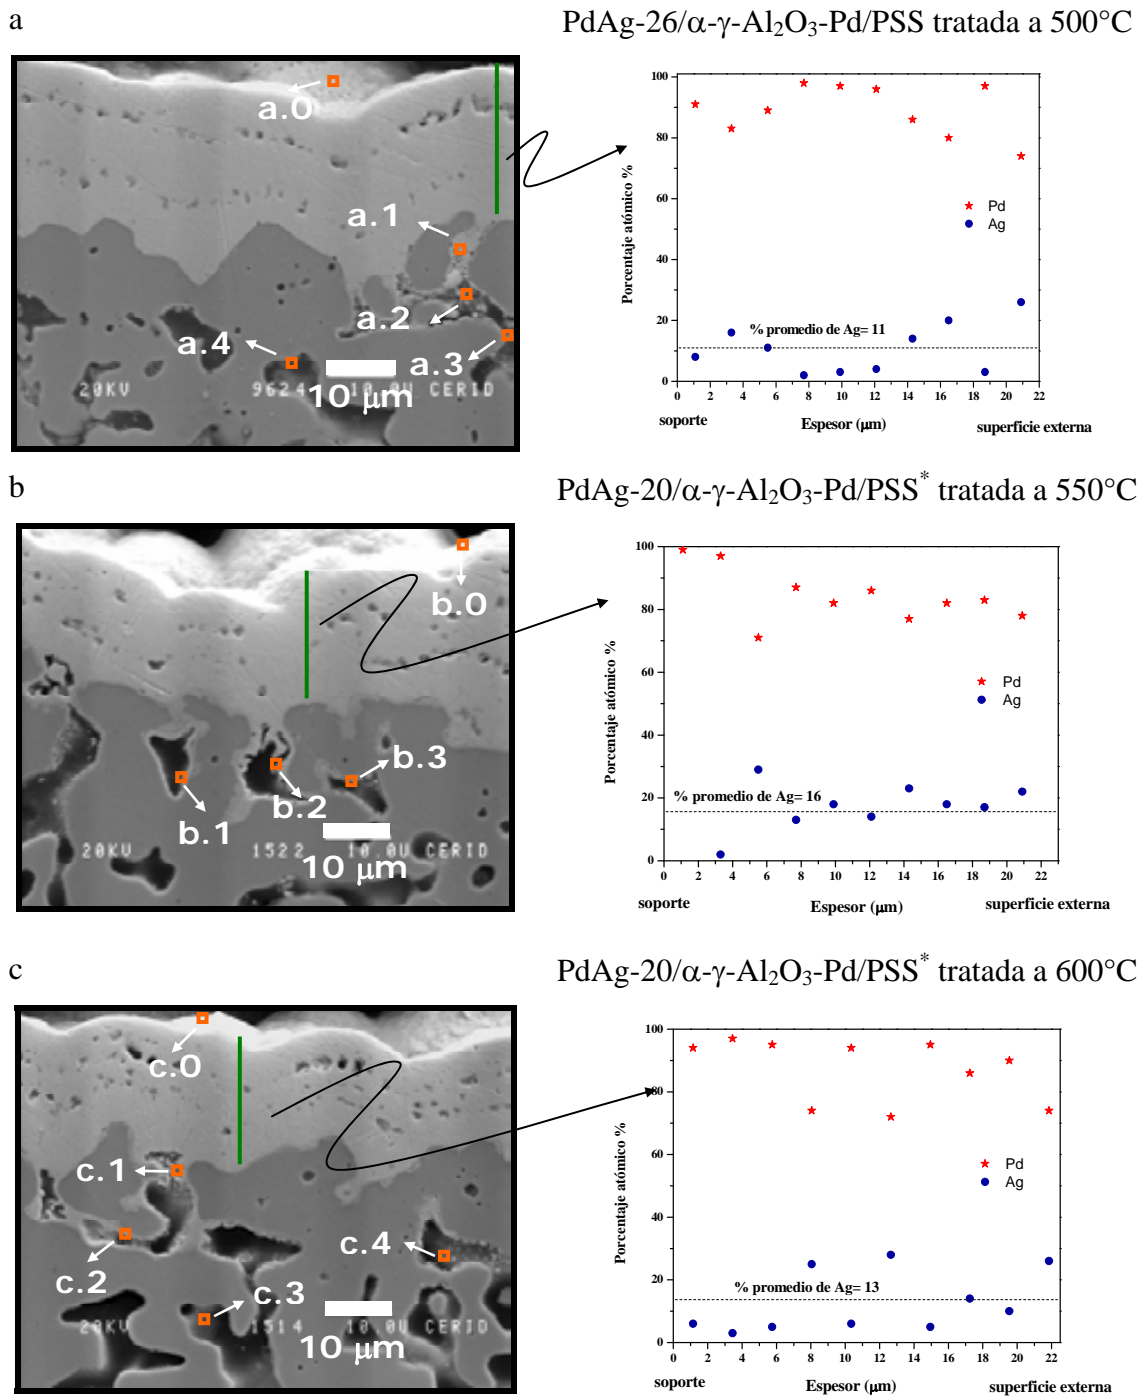 a
PdAg-26/α-γ-Al₂O₃-Pd/PSS tratada a 500°C
a.0
a.1
a.2
a.3
a.4
10 μm
20KV 9624 10.0U CERID
Porcentaje atómico %
100
80
60
40
20
0
Pd
Ag
% promedio de Ag= 11
0 2 4 6 8 10 12 14 16 18 20 22
soporte Espesor (μm) superficie externa
b
PdAg-20/α-γ-Al₂O₃-Pd/PSS* tratada a 550°C
b.0
b.3
b.2
b.1
20KV 1522 10.0U CERID
10 μm
Porcentaje atómico %
100
80
60
40
20
0
Pd
Ag
% promedio de Ag= 16
0 2 4 6 8 10 12 14 16 18 20 22
soporte Espesor (μm) superficie externa
c
PdAg-20/α-γ-Al₂O₃-Pd/PSS* tratada a 600°C
c.0
c.1
c.2
c.4
c.3
20KV 1514 10.0U CERID
10 μm
Porcentaje atómico %
100
80
60
40
20
0
Pd
Ag
% promedio de Ag= 13
0 2 4 6 8 10 12 14 16 18 20 22
soporte Espesor (μm) superficie externa